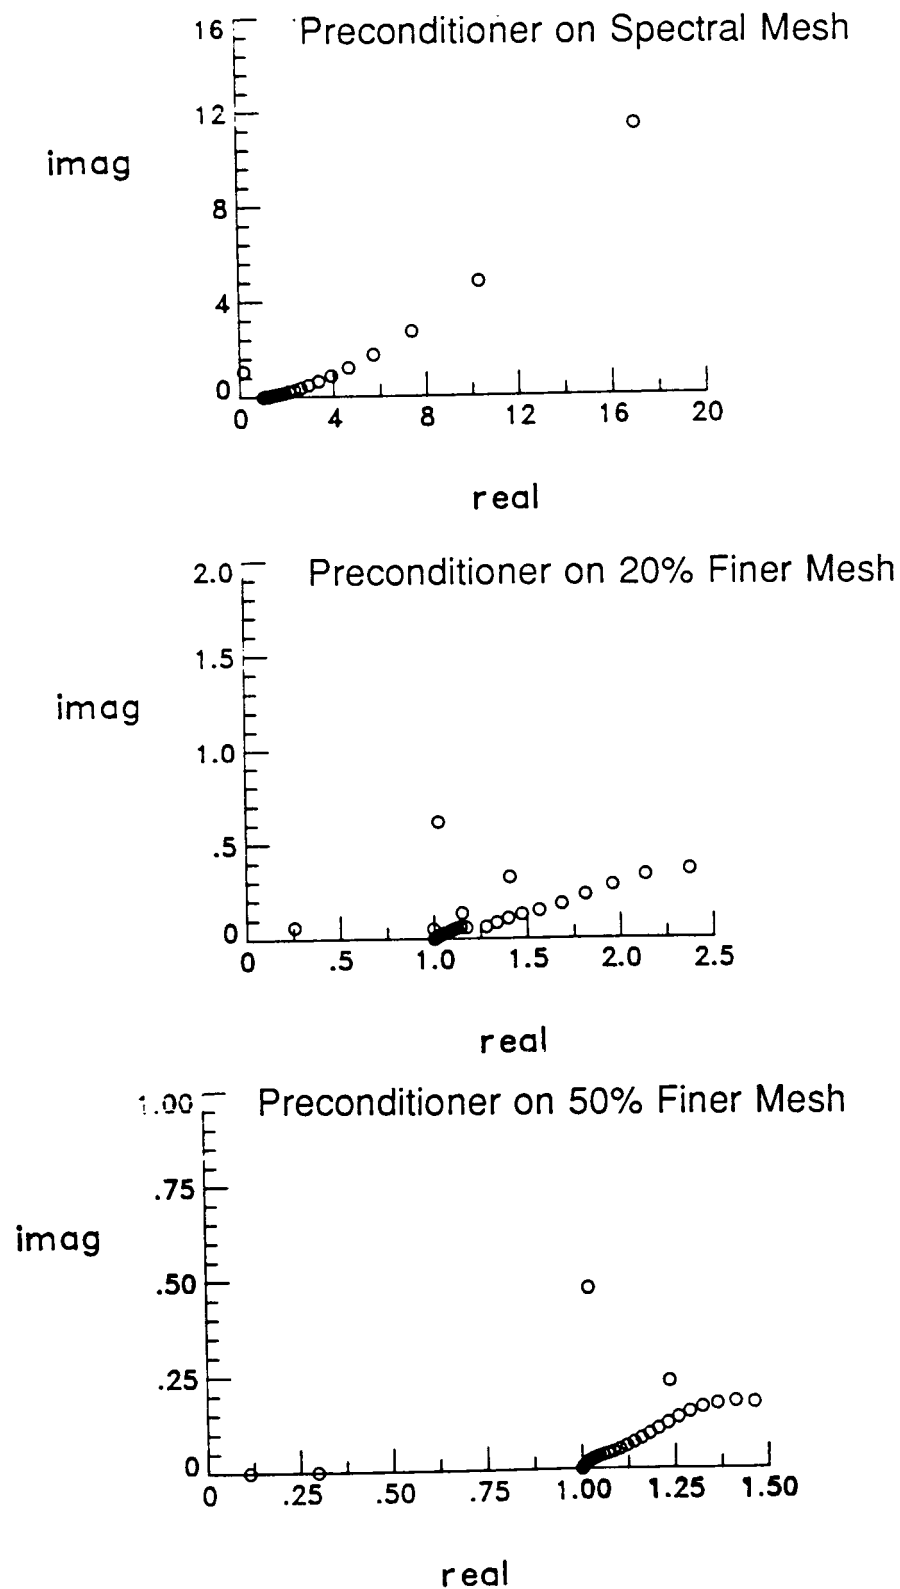 Preconditioner on Spectral Mesh
16
12
imag
8
4
0
0 4 8 12 16 20
real
Preconditioner on 20% Finer Mesh
2.0
1.5
imag
1.0
.5
0
0 .5 1.0 1.5 2.0 2.5
real
Preconditioner on 50% Finer Mesh
1.00
.75
imag
.50
.25
0
0 .25 .50 .75 1.00 1.25 1.50
real